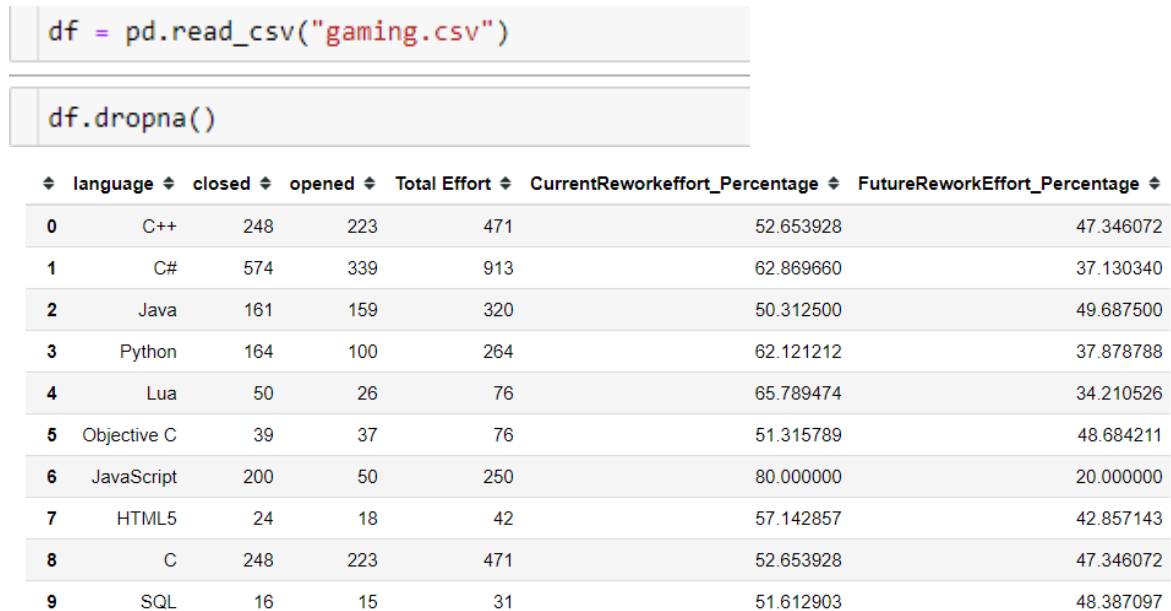 df = pd.read_csv("gaming.csv")
df.dropna()
language closed opened Total Effort CurrentReworkeffort_Percentage FutureReworkEffort_Percentage
0 C++ 248 223 471 52.653928 47.346072
1 C# 574 339 913 62.869660 37.130340
2 Java 161 159 320 50.312500 49.687500
3 Python 164 100 264 62.121212 37.878788
4 Lua 50 26 76 65.789474 34.210526
5 Objective C 39 37 76 51.315789 48.684211
6 JavaScript 200 50 250 80.000000 20.000000
7 HTML5 24 18 42 57.142857 42.857143
8 C 248 223 471 52.653928 47.346072
9 SQL 16 15 31 51.612903 48.387097